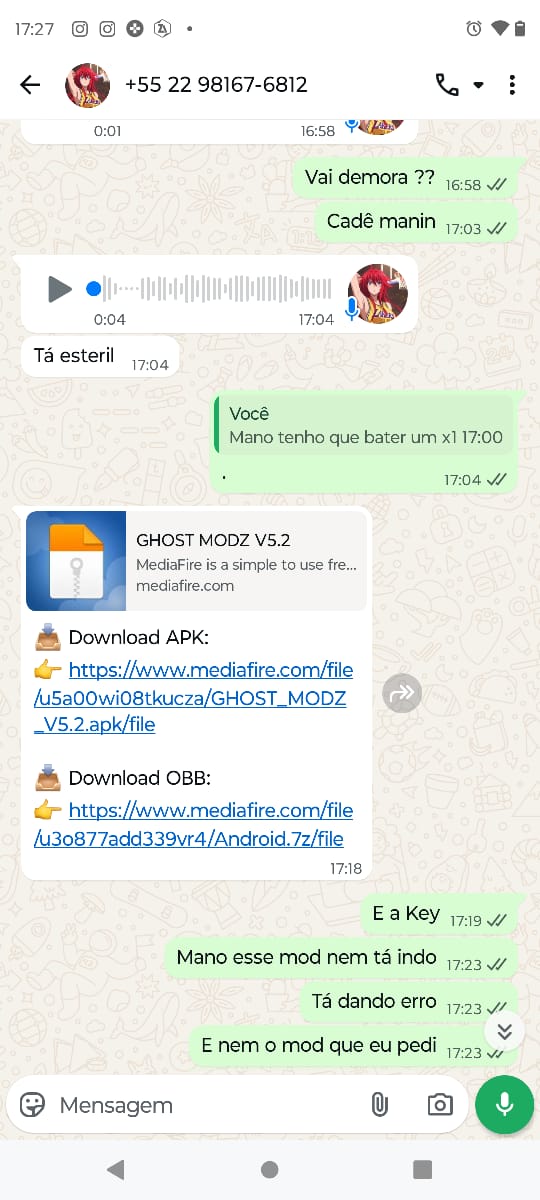 17:27
+55 22 98167-6812
0:01 16:58
Vai demora ?? 16:58
Cadê manin 17:03
0:04 17:04
Tá esteril 17:04
Você
Mano tenho que bater um x1 17:00
. 17:04
GHOST MODZ V5.2
MediaFire is a simple to use fre...
mediafire.com
Download APK:
https://www.mediafire.com/file
/u5a00wi08tkucza/GHOST_MODZ
_V5.2.apk/file
Download OBB:
https://www.mediafire.com/file
/u3o877add339vr4/Android.7z/file
17:18
E a Key 17:19
Mano esse mod nem tá indo 17:23
Tá dando erro 17:23
E nem o mod que eu pedi 17:23
Mensagem